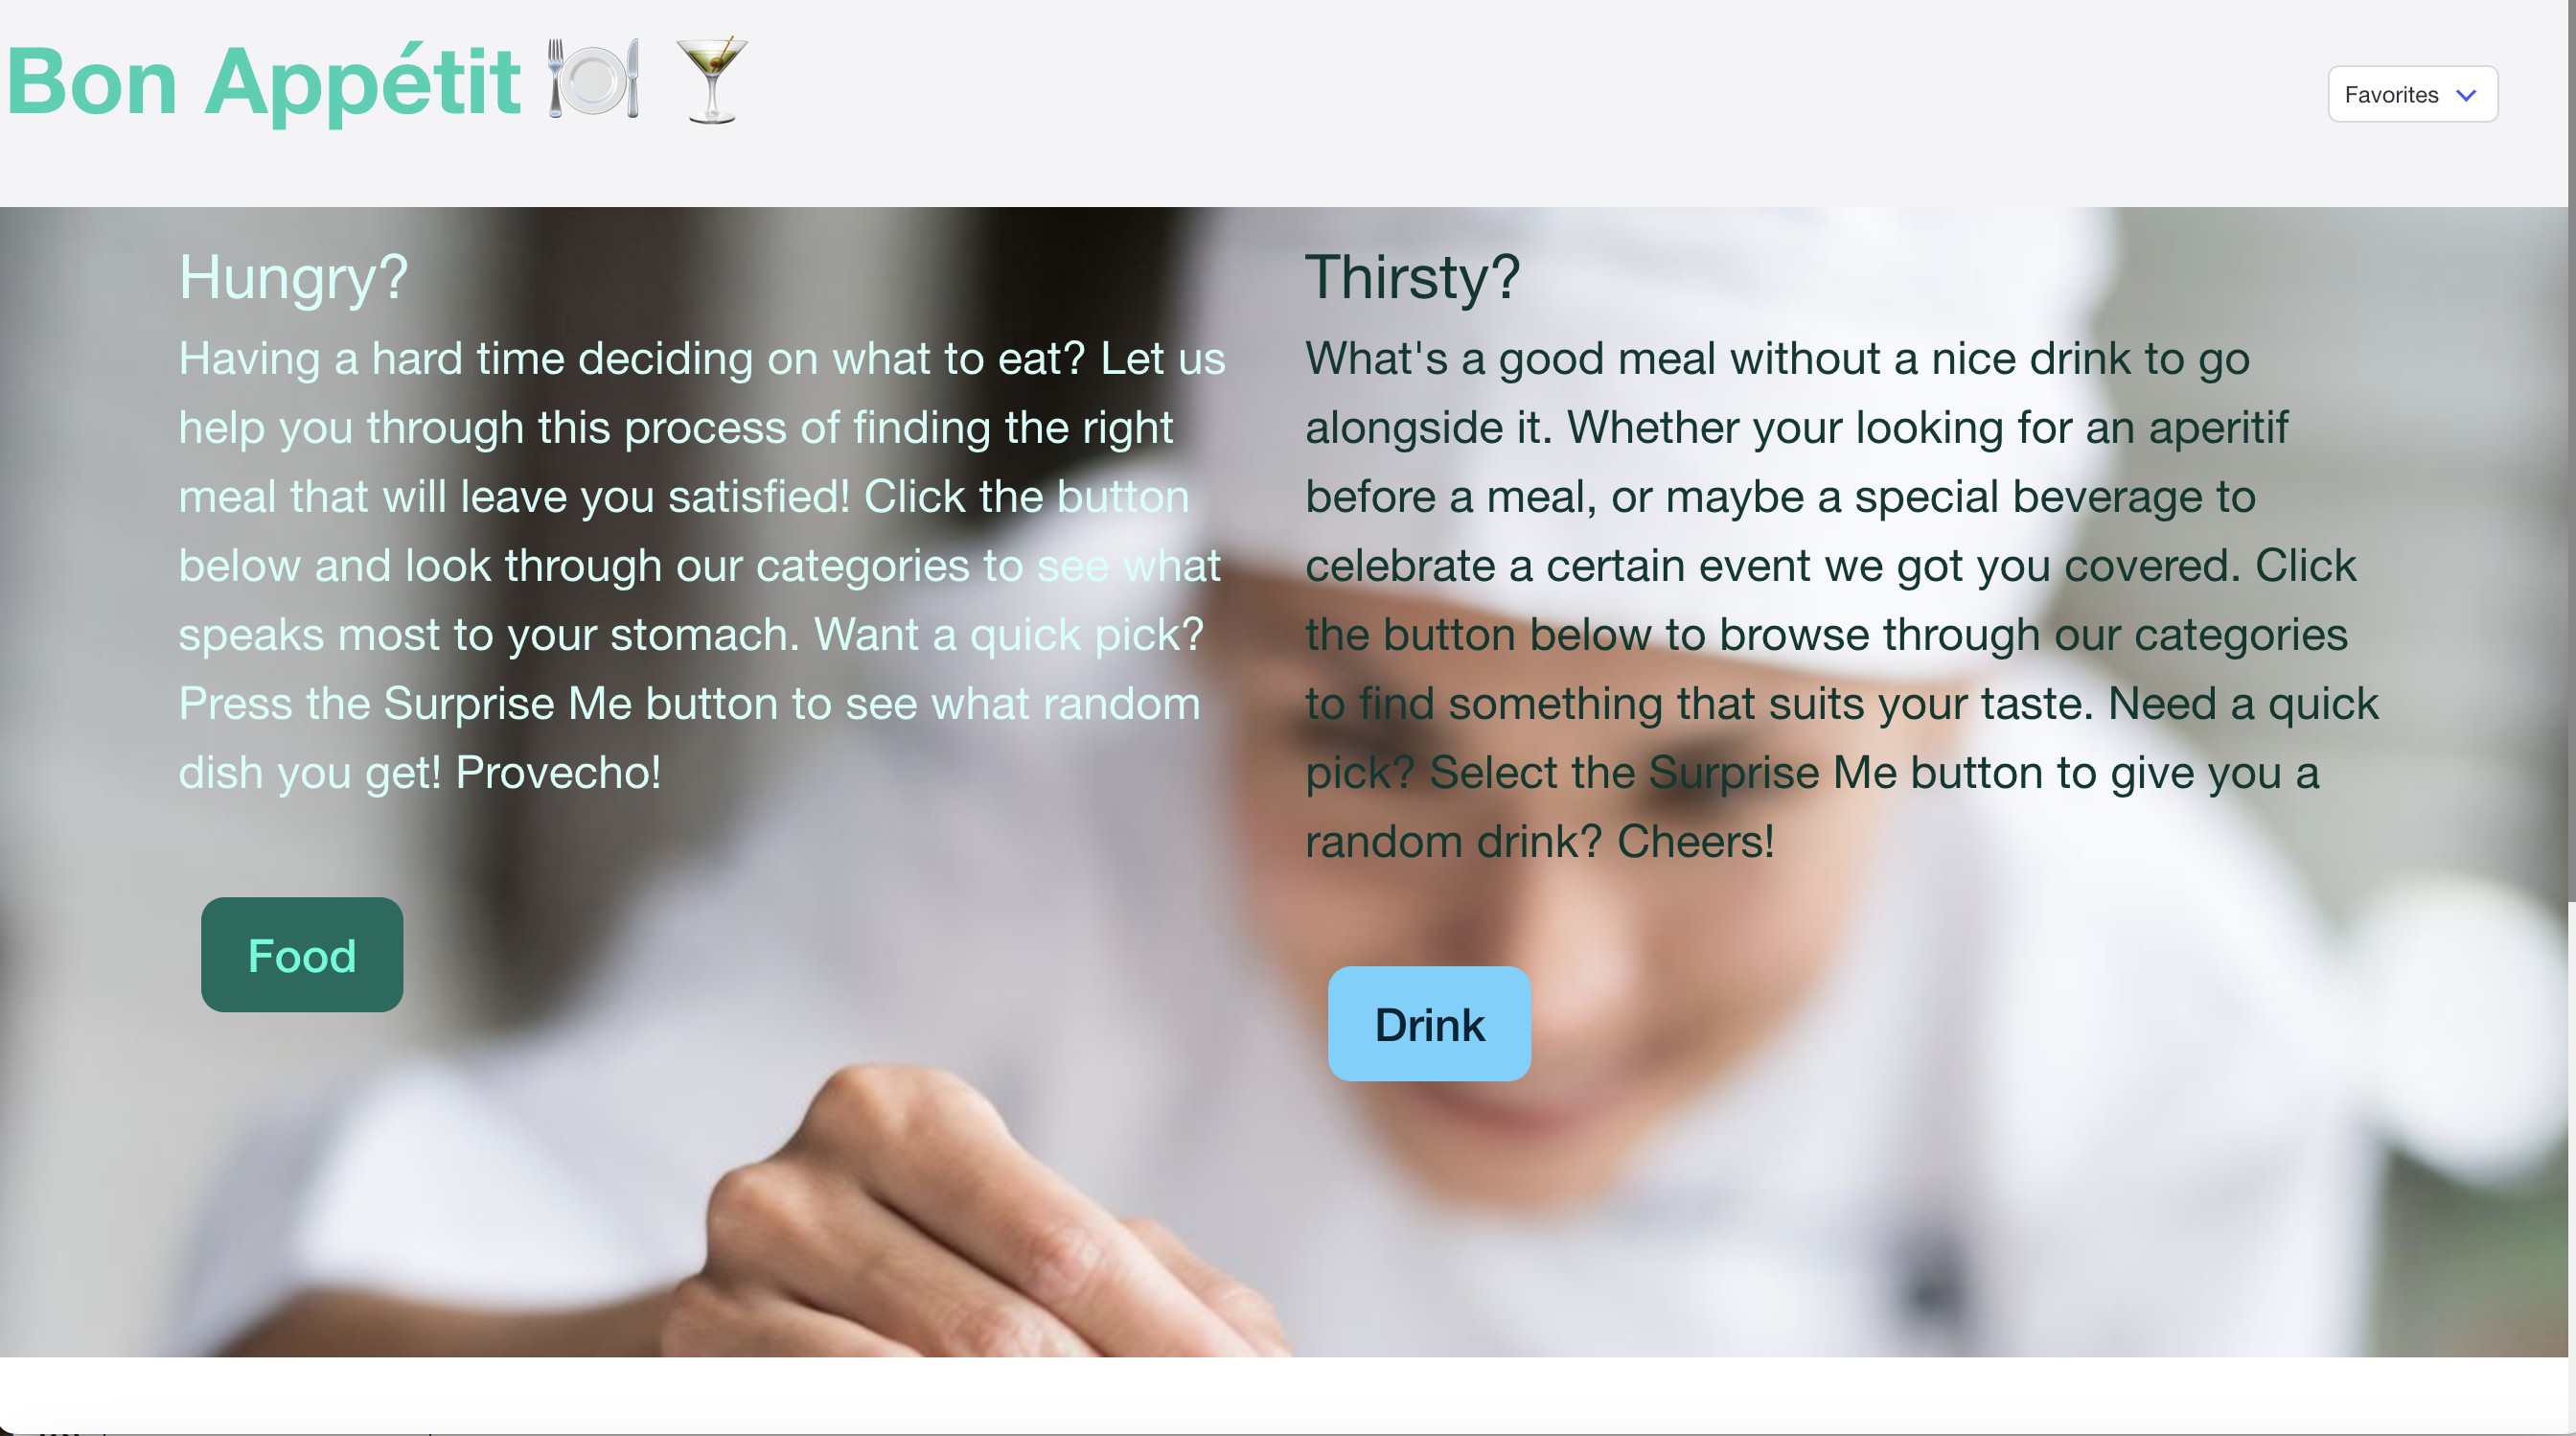 Bon Appétit 🍽️ 🍸
Favorites
Hungry?
Having a hard time deciding on what to eat? Let us
help you through this process of finding the right
meal that will leave you satisfied! Click the button
below and look through our categories to see what
speaks most to your stomach. Want a quick pick?
Press the Surprise Me button to see what random
dish you get! Provecho!
Food
Thirsty?
What's a good meal without a nice drink to go
alongside it. Whether your looking for an aperitif
before a meal, or maybe a special beverage to
celebrate a certain event we got you covered. Click
the button below to browse through our categories
to find something that suits your taste. Need a quick
pick? Select the Surprise Me button to give you a
random drink? Cheers!
Drink